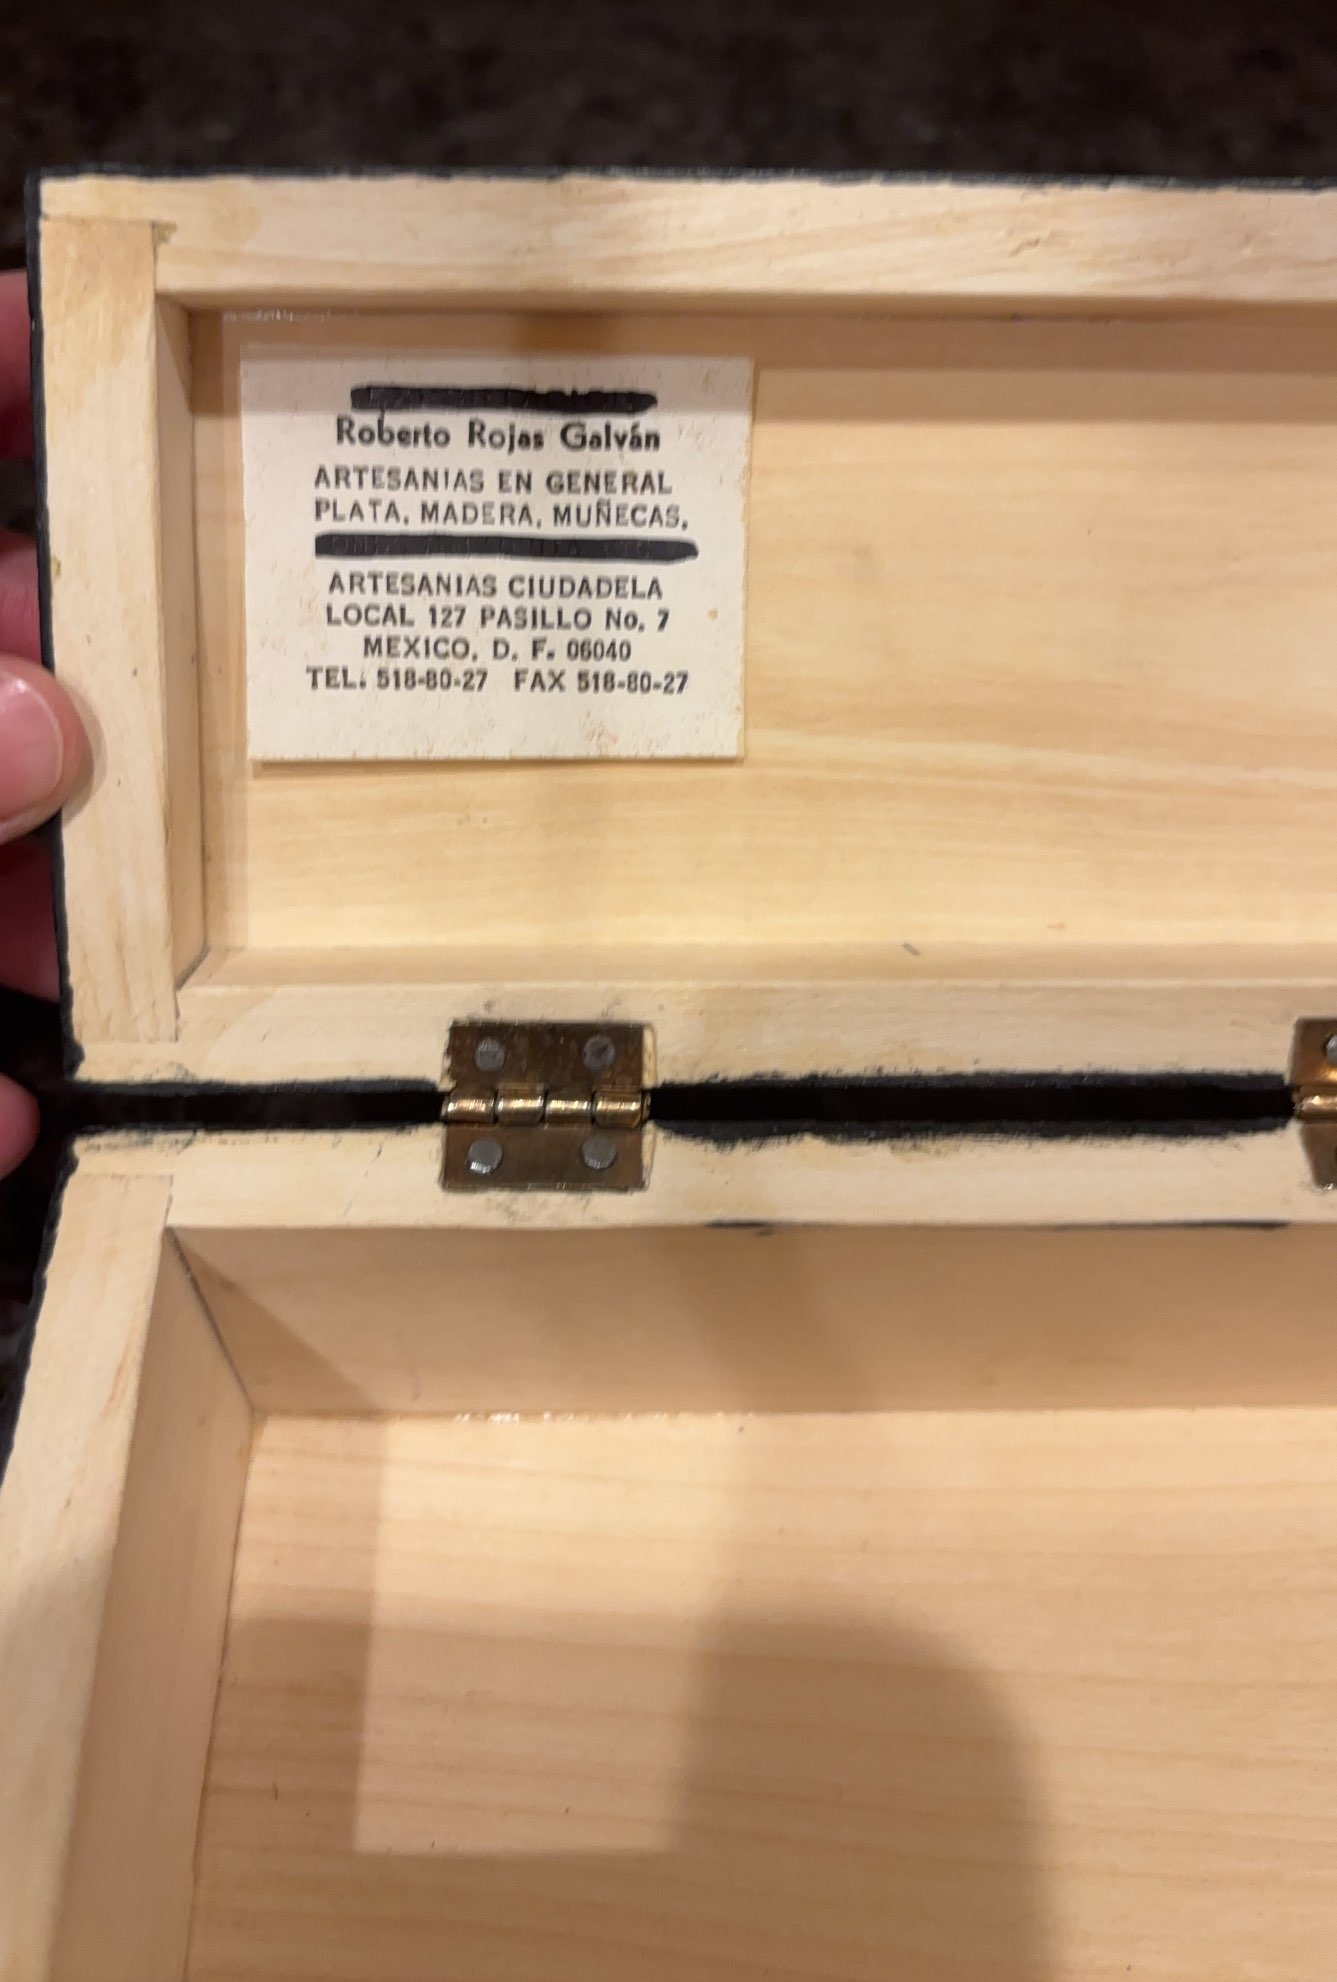 Roberto Rojas Galván
ARTESANIAS EN GENERAL
PLATA, MADERA, MUÑECAS,
ARTESANIAS CIUDADELA
LOCAL 127 PASILLO No. 7
MEXICO, D. F. 06040
TEL. 518-80-27 FAX 518-80-27